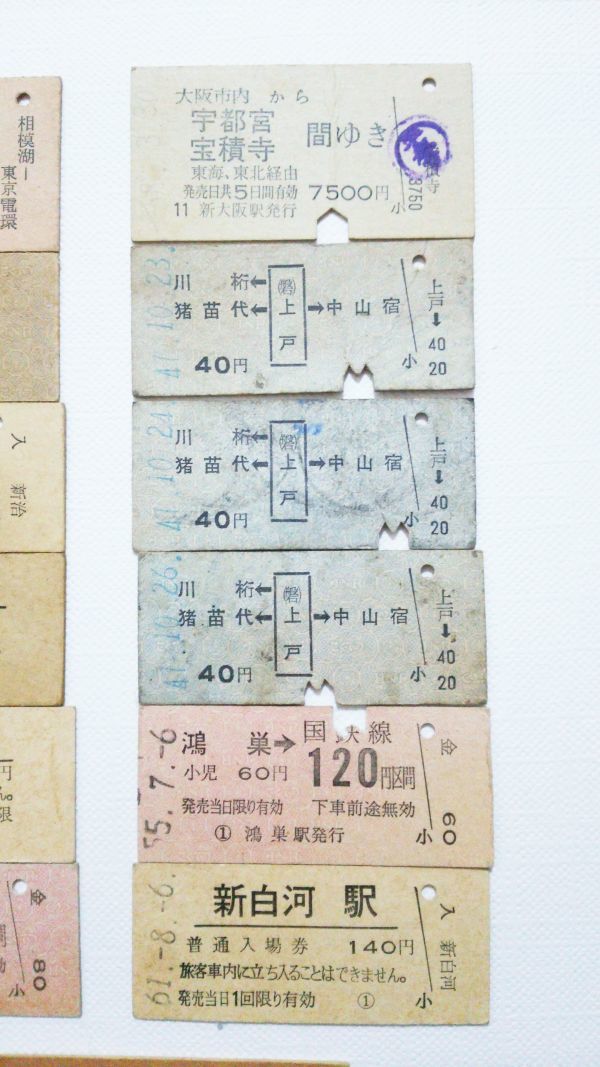 相模湖ー
東京電環
入 新治
円
限
金
80
小
大阪市内 から
宇都宮
宝積寺
間ゆき
東海、東北経由
発売日共5日間有効 7500円
11 新大阪駅発行
小
積寺
3750
47.10.23.
川 桁←
猪苗代←
㊗
上
戸
→中山宿
40円
小
上戸→40
20
47.10.24.
川 桁←
猪苗代←
上
戸
→中山宿
40円
小
上戸→40
20
47.10.26.
川 桁←
猪苗代←
上
戸
→中山宿
40円
小
上戸→40
20
55.7.-6
鴻 巣→国鉄線
小児 60円 120円区間
発売当日限り有効 下車前途無効
① 鴻巣駅発行
小
金
60
61.-8.-6.
新白河 駅
普通入場券 140円
旅客車内に立ち入ることはできません。
発売当日1回限り有効 ①
小
入 新白河